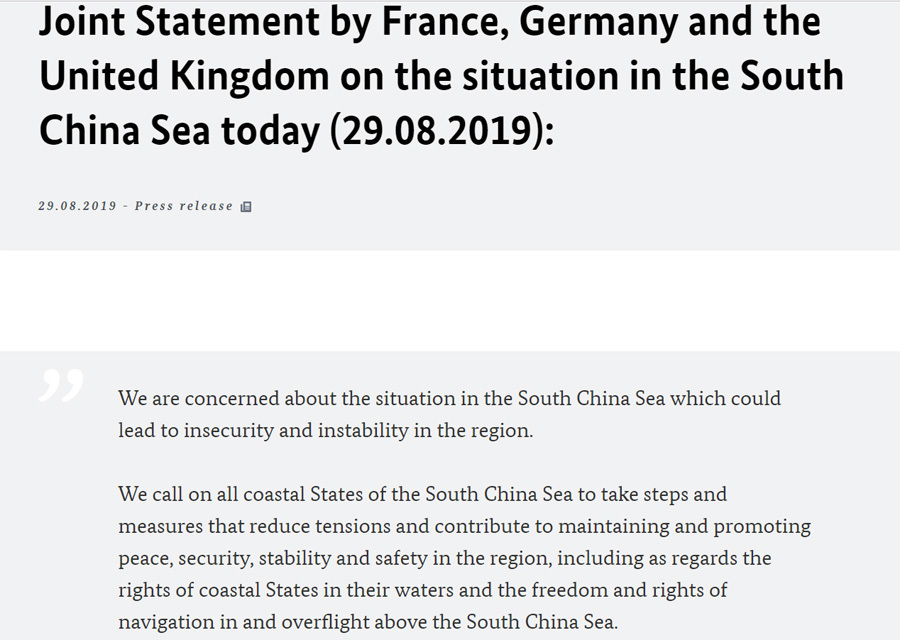 Joint Statement by France, Germany and the
United Kingdom on the situation in the South
China Sea today (29.08.2019):
29.08.2019 - Press release
”
We are concerned about the situation in the South China Sea which could
lead to insecurity and instability in the region.
We call on all coastal States of the South China Sea to take steps and
measures that reduce tensions and contribute to maintaining and promoting
peace, security, stability and safety in the region, including as regards the
rights of coastal States in their waters and the freedom and rights of
navigation in and overflight above the South China Sea.